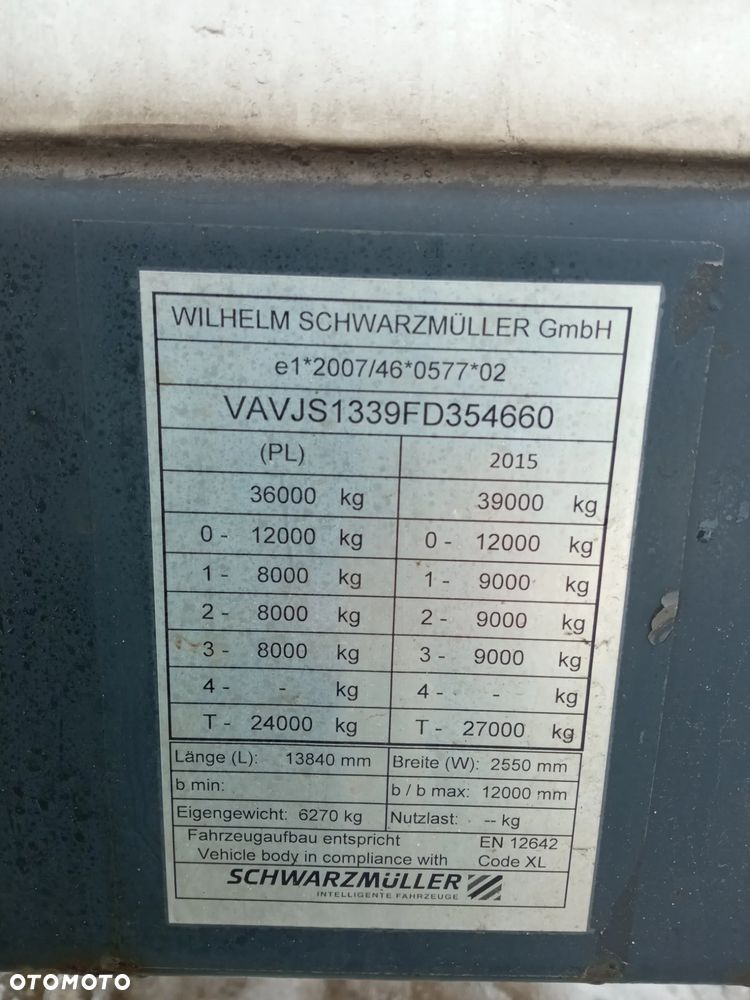 WILHELM SCHWARZMÜLLER GmbH
e1*2007/46*0577*02
VAVJS1339FD354660
(PL) 2015
36000 kg 39000 kg
0 - 12000 kg 0 - 12000 kg
1 - 8000 kg 1 - 9000 kg
2 - 8000 kg 2 - 9000 kg
3 - 8000 kg 3 - 9000 kg
4 - - kg 4 - - kg
T - 24000 kg T - 27000 kg
Länge (L): 13840 mm Breite (W): 2550 mm
b min: b / b max: 12000 mm
Eigengewicht: 6270 kg Nutzlast: -- kg
Fahrzeugaufbau entspricht EN 12642
Vehicle body in compliance with Code XL
SCHWARZMÜLLER
INTELLIGENTE FAHRZEUGE
OTOMOTO